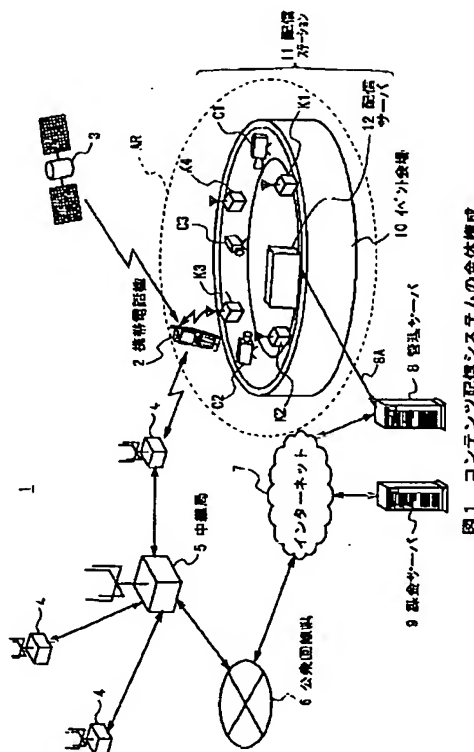 1
3
AR
11 配信ステーション
2 携帯電話機
K3
C3
K4
C1
K1
12 配信サーバ
C2
K2
10 イベント会場
4
4
4
5 中継局
6 公衆回線網
7
インターネット
8A
8 管理サーバ
9 課金サーバ
図1 コンテンツ配信システムの全体構成